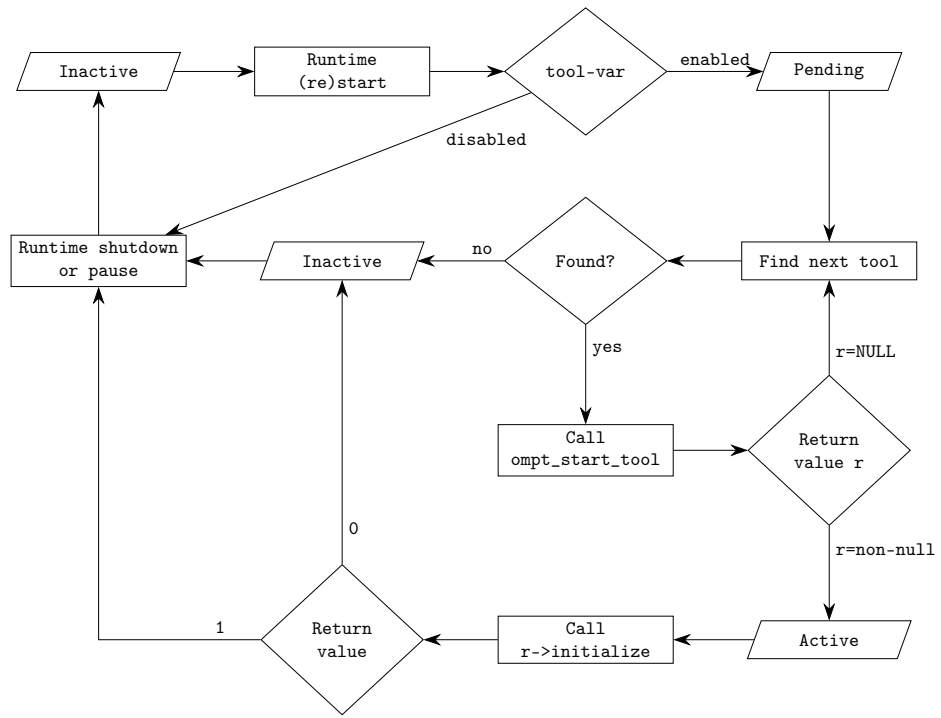 Inactive
Runtime
(re)start
tool-var
enabled
Pending
disabled
Runtime shutdown
or pause
Inactive
no
Found?
Find next tool
yes
r=NULL
Call
ompt_start_tool
Return
value r
0
r=non-null
1
Return
value
Call
r->initialize
Active